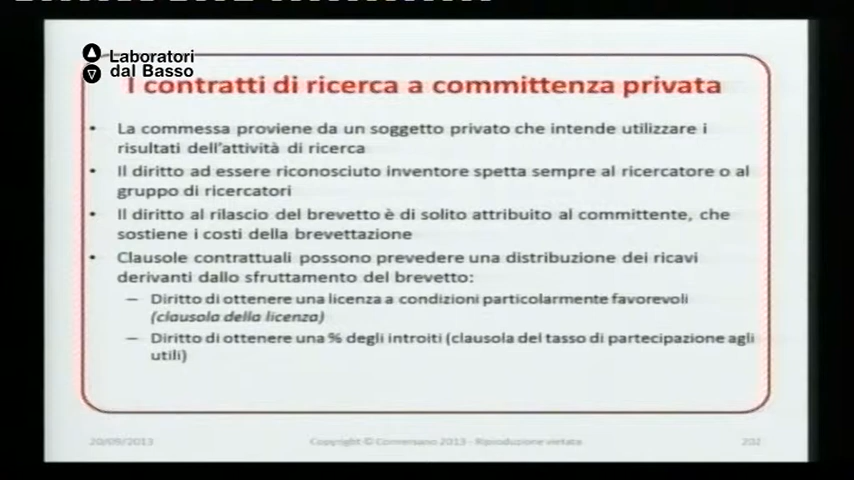 Laboratori
dal Basso
I contratti di ricerca a committenza privata
• La commessa proviene da un soggetto privato che intende utilizzare i
risultati dell'attività di ricerca
• Il diritto ad essere riconosciuto inventore spetta sempre al ricercatore o al
gruppo di ricercatori
• Il diritto al rilascio del brevetto è di solito attribuito al committente, che
sostiene i costi della brevettazione
• Clausole contrattuali possono prevedere una distribuzione dei ricavi
derivanti dallo sfruttamento del brevetto:
– Diritto di ottenere una licenza a condizioni particolarmente favorevoli
(clausola della licenza)
– Diritto di ottenere una % degli introiti (clausola del tasso di partecipazione agli
utili)
20/09/2013
Copyright © Conversano 2013 - Riproduzione vietata
202